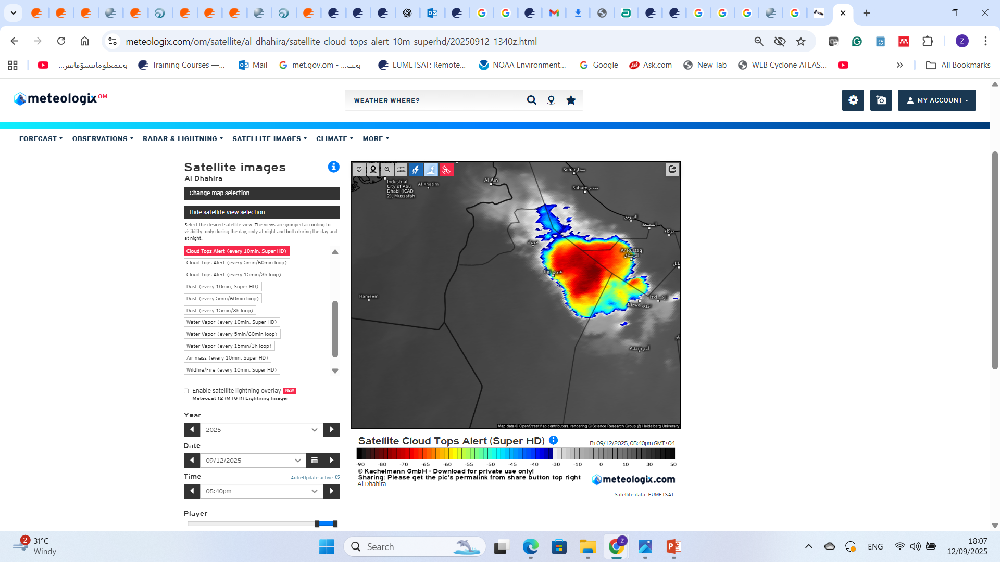 meteologix.com/om/satellite/al-dhahira/satellite-cloud-tops-alert-10m-superhd/20250912-1340z.html
Z
بحثمعلوماتتسوّقانقر...
Training Courses —...
Mail
met.gov.om - بحث...
EUMETSAT: Remote...
NOAA Environment...
Google
Ask
Ask.com
New Tab
WEB Cyclone ATLAS...
All Bookmarks
meteologix OM
WEATHER WHERE?
MY ACCOUNT
FORECAST
OBSERVATIONS
RADAR & LIGHTNING
SATELLITE IMAGES
CLIMATE
MORE
Satellite images
Al Dhahira
Change map selection
Hide satellite view selection
Select the desired satellite view. The views are grouped according to
visibility: only during the day, only at night and both during the day and
at night.
Cloud Tops Alert (every 10min, Super HD)
Cloud Tops Alert (every 5min/60min loop)
Cloud Tops Alert (every 15min/3h loop)
Dust (every 10min, Super HD)
Dust (every 5min/60min loop)
Dust (every 15min/3h loop)
Water Vapor (every 10min, Super HD)
Water Vapor (every 5min/60min loop)
Water Vapor (every 15min/3h loop)
Air mass (every 10min, Super HD)
Wildfire/Fire (every 10min, Super HD)
Enable satellite lightning overlay NEW
Meteosat 12 (MTG-I1) Lightning Imager
Year
2025
Date
09/12/2025
Time
Auto-Update active
05:40pm
Player
CITY
Sohar صحار
Al Ain
Industrial
City of Abu
Dhabi (ICAD
2), Mussafah
Al Khatim
Saham صحم
السويق
المصنعة
بركاء
Ar Rustaq
الرستاق
Ibri عبري
Hameem
Izki إزكي
Nizwa نزوى
Adam أدم
Map data © OpenStreetMap contributors, rendering GIScience Research Group @ Heidelberg University
Satellite Cloud Tops Alert (Super HD)
Fri 09/12/2025, 05:40pm GMT+04
-90 -80 -70 -65 -60 -55 -50 -45 -40 -30 -10 0 10 30 50
© Kachelmann GmbH - Download for private use only!
Sharing: Please get the pic's permalink from share button top right
Al Dhahira
meteologix.com
Satellite data: EUMETSAT
2
31°C
Windy
Search
Z
ENG
18:07
12/09/2025